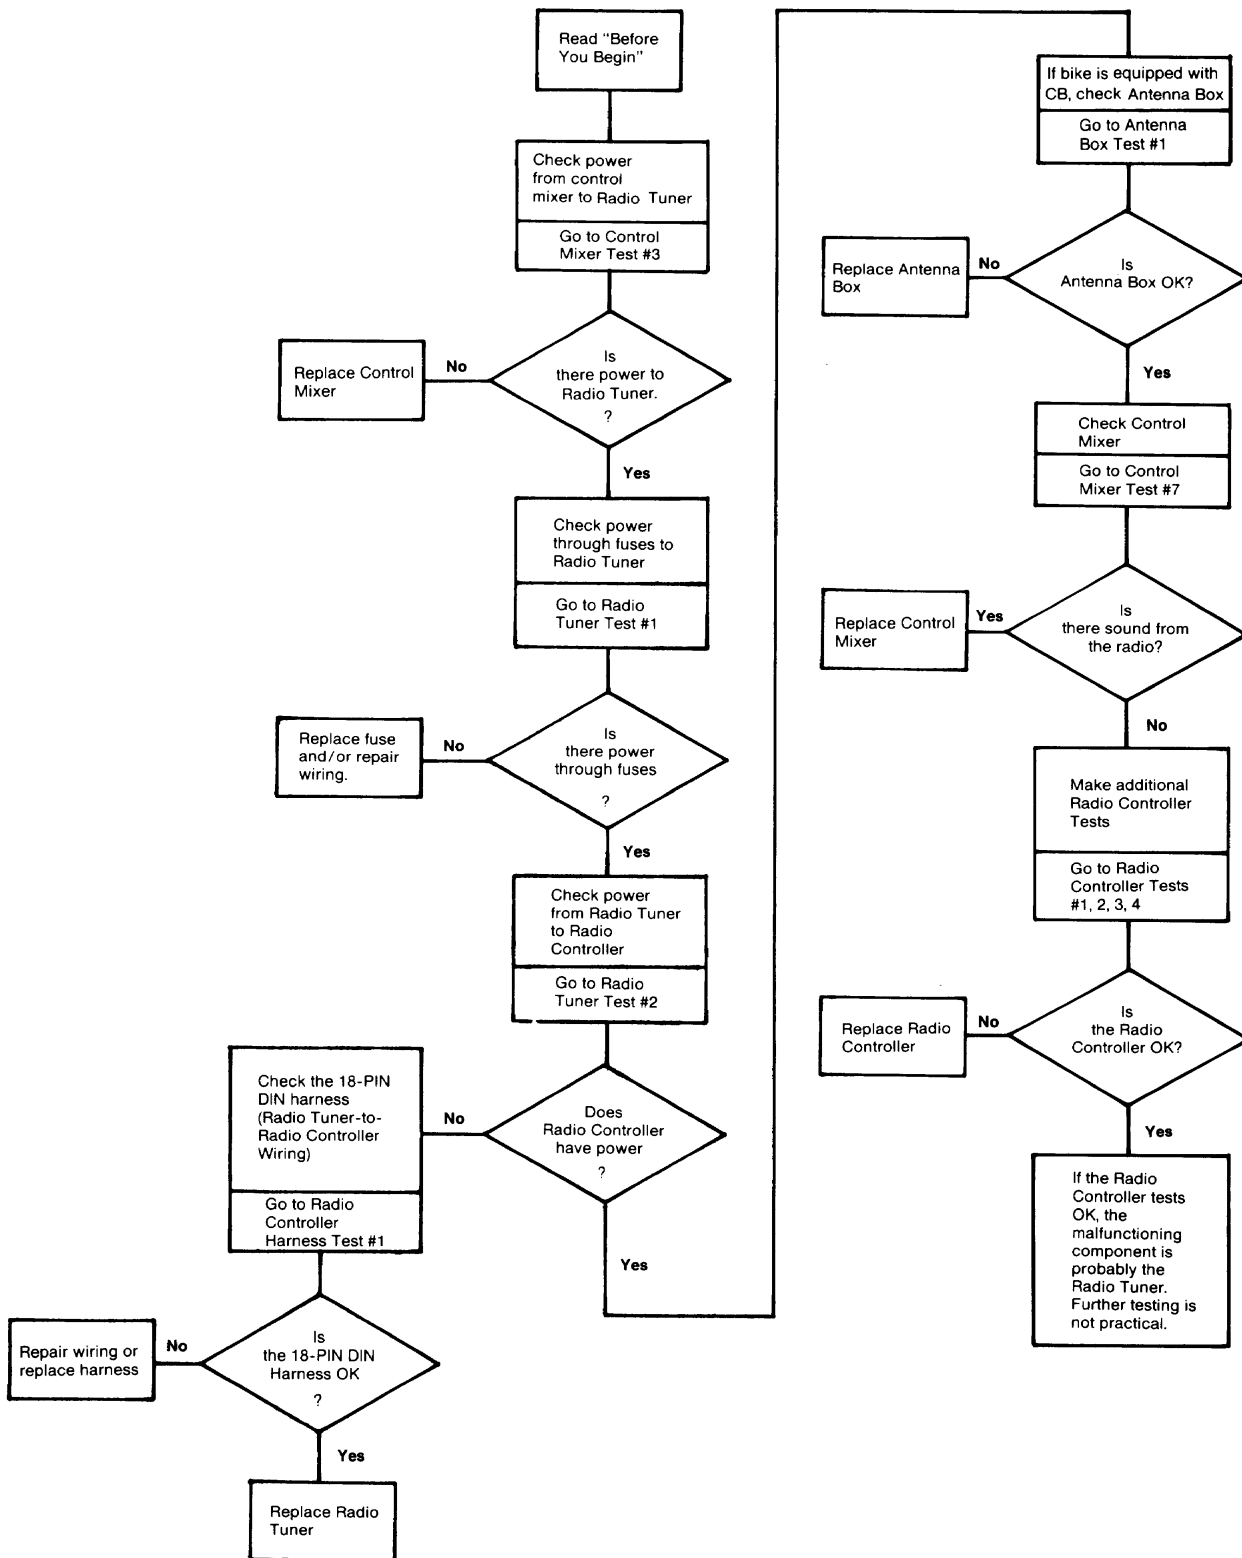 Read "Before
You Begin"
Check power
from control
mixer to Radio Tuner
Go to Control
Mixer Test #3
Is
there power to
Radio Tuner.
?
No
Replace Control
Mixer
Yes
Check power
through fuses to
Radio Tuner
Go to Radio
Tuner Test #1
Is
there power
through fuses
?
No
Replace fuse
and/or repair
wiring.
Yes
Check power
from Radio Tuner
to Radio
Controller
Go to Radio
Tuner Test #2
Does
Radio Controller
have power
?
No
Check the 18-PIN
DIN harness
(Radio Tuner-to-
Radio Controller
Wiring)
Go to Radio
Controller
Harness Test #1
Is
the 18-PIN DIN
Harness OK
?
No
Repair wiring or
replace harness
Yes
Replace Radio
Tuner
Yes
If bike is equipped with
CB, check Antenna Box
Go to Antenna
Box Test #1
Is
Antenna Box OK?
No
Replace Antenna
Box
Yes
Check Control
Mixer
Go to Control
Mixer Test #7
Is
there sound from
the radio?
Yes
Replace Control
Mixer
No
Make additional
Radio Controller
Tests
Go to Radio
Controller Tests
#1, 2, 3, 4
Is
the Radio
Controller OK?
No
Replace Radio
Controller
Yes
If the Radio
Controller tests
OK, the
malfunctioning
component is
probably the
Radio Tuner.
Further testing is
not practical.